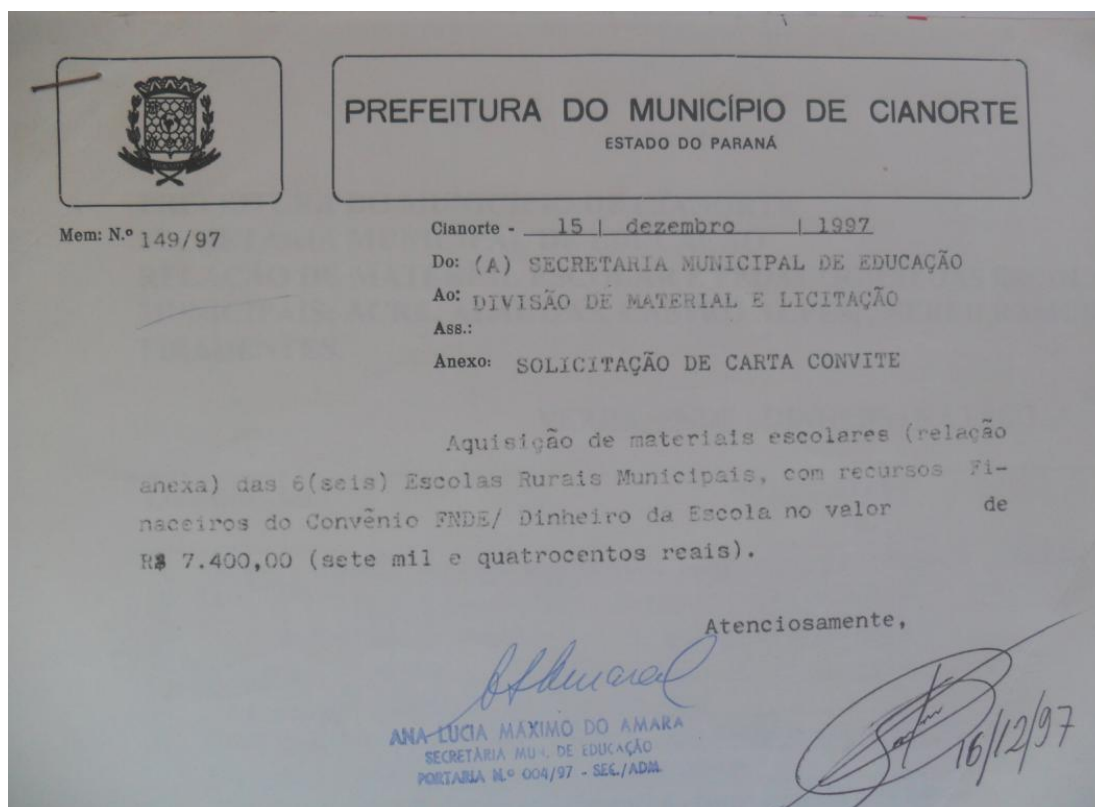 PREFEITURA DO MUNICÍPIO DE CIANORTE
ESTADO DO PARANÁ
Mem: N.º 149/97
Cianorte - 15 | dezembro | 1997
Do: (A) SECRETARIA MUNICIPAL DE EDUCAÇÃO
Ao: DIVISÃO DE MATERIAL E LICITAÇÃO
Ass.:
Anexo: SOLICITAÇÃO DE CARTA CONVITE
Aquisição de materiais escolares (relação
anexa) das 6(seis) Escolas Rurais Municipais, com recursos Fi-
naceiros do Convênio FNDE/ Dinheiro da Escola no valor de
R$ 7.400,00 (sete mil e quatrocentos reais).
Atenciosamente,
ANA LUCIA MAXIMO DO AMARA
SECRETÁRIA MUN. DE EDUCAÇÃO
PORTARIA N.º 004/97 - SEC./ADM.
16/12/97